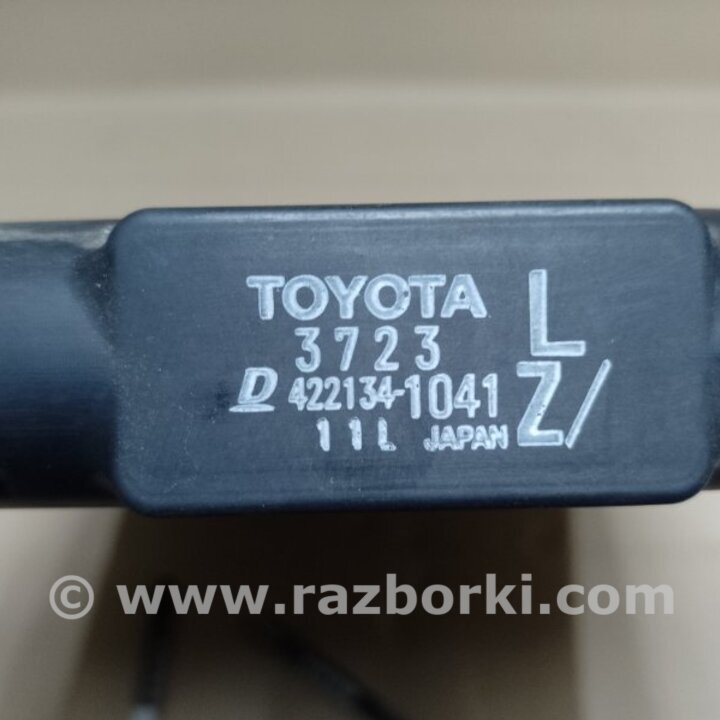 TOYOTA
3723
D 422134-1041
11L JAPAN
L
Z/
© www.razborki.com